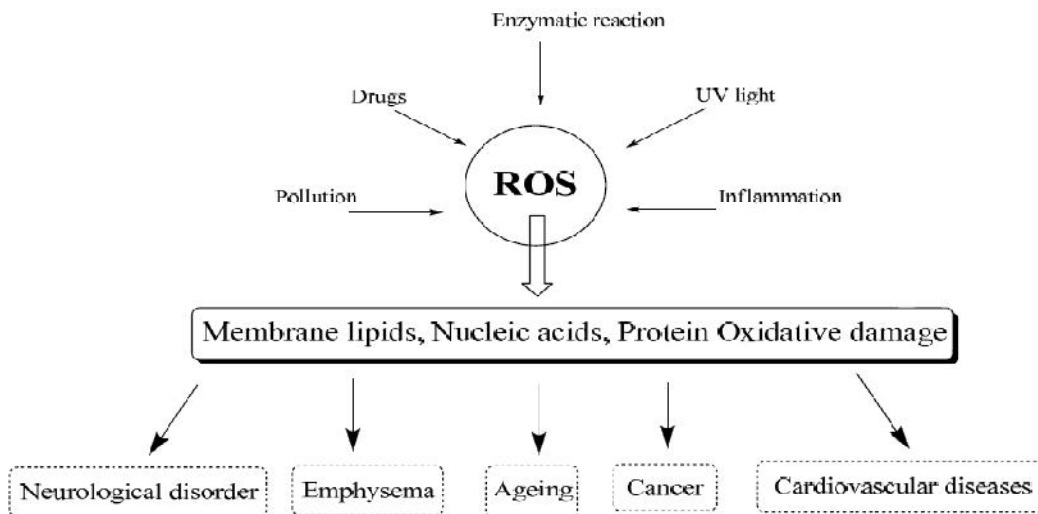 Enzymatic reaction
Drugs
UV light
ROS
Pollution
Inflammation
Membrane lipids, Nucleic acids, Protein Oxidative damage
Neurological disorder
Emphysema
Ageing
Cancer
Cardiovascular diseases